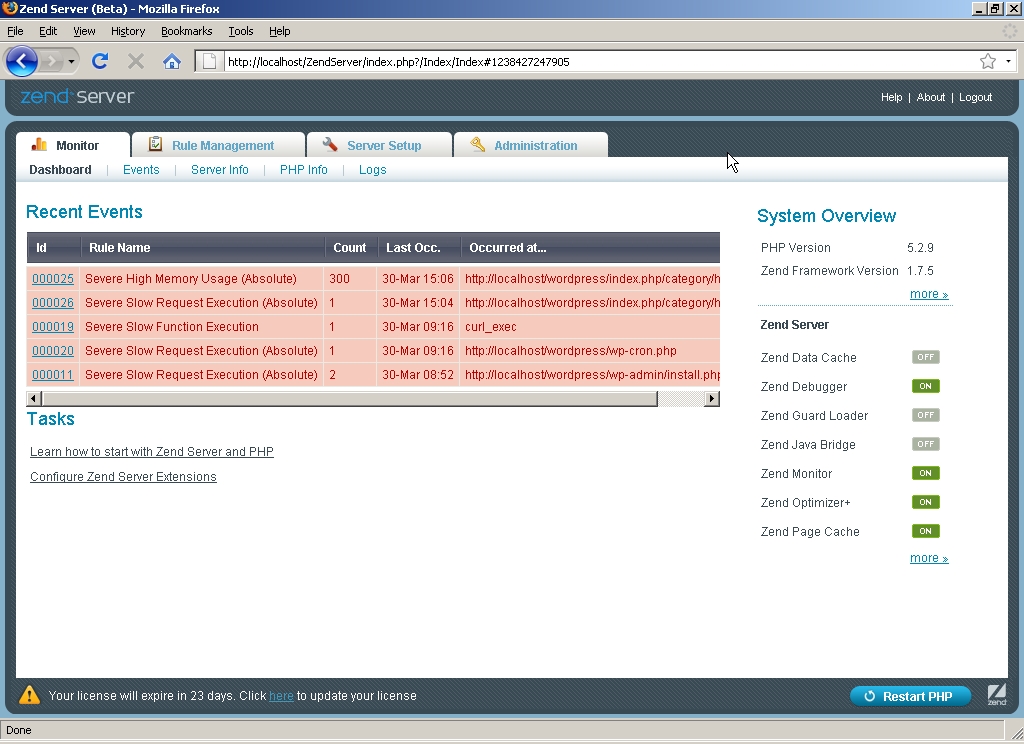 Zend Server (Beta) - Mozilla Firefox
File Edit View History Bookmarks Tools Help
http://localhost/ZendServer/index.php?/Index/Index#1238427247905
zend server
Help | About | Logout
Monitor Rule Management Server Setup Administration
Dashboard | Events | Server Info | PHP Info | Logs
Recent Events
Id Rule Name Count Last Occ. Occurred at...
000025 Severe High Memory Usage (Absolute) 300 30-Mar 15:06 http://localhost/wordpress/index.php/category/h
000026 Severe Slow Request Execution (Absolute) 1 30-Mar 15:04 http://localhost/wordpress/index.php/category/h
000019 Severe Slow Function Execution 1 30-Mar 09:16 curl_exec
000020 Severe Slow Request Execution (Absolute) 1 30-Mar 09:16 http://localhost/wordpress/wp-cron.php
000011 Severe Slow Request Execution (Absolute) 2 30-Mar 08:52 http://localhost/wordpress/wp-admin/install.php
Tasks
Learn how to start with Zend Server and PHP
Configure Zend Server Extensions
System Overview
PHP Version 5.2.9
Zend Framework Version 1.7.5
more »
Zend Server
Zend Data Cache OFF
Zend Debugger ON
Zend Guard Loader OFF
Zend Java Bridge OFF
Zend Monitor ON
Zend Optimizer+ ON
Zend Page Cache ON
more »
Your license will expire in 23 days. Click here to update your license
Restart PHP
zend
Done